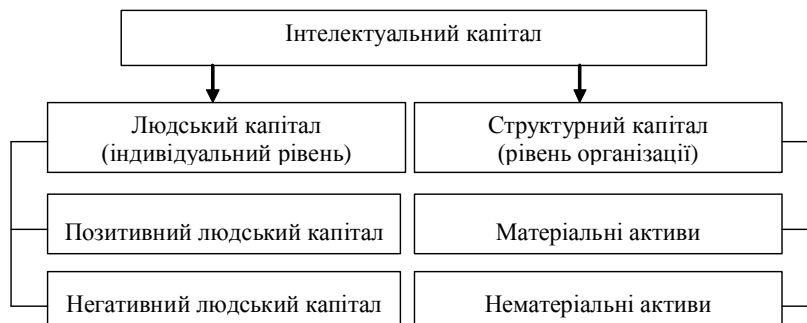 Інтелектуальний капітал
Людський капітал
(індивідуальний рівень)
Структурний капітал
(рівень організації)
Позитивний людський капітал
Матеріальні активи
Негативний людський капітал
Нематеріальні активи